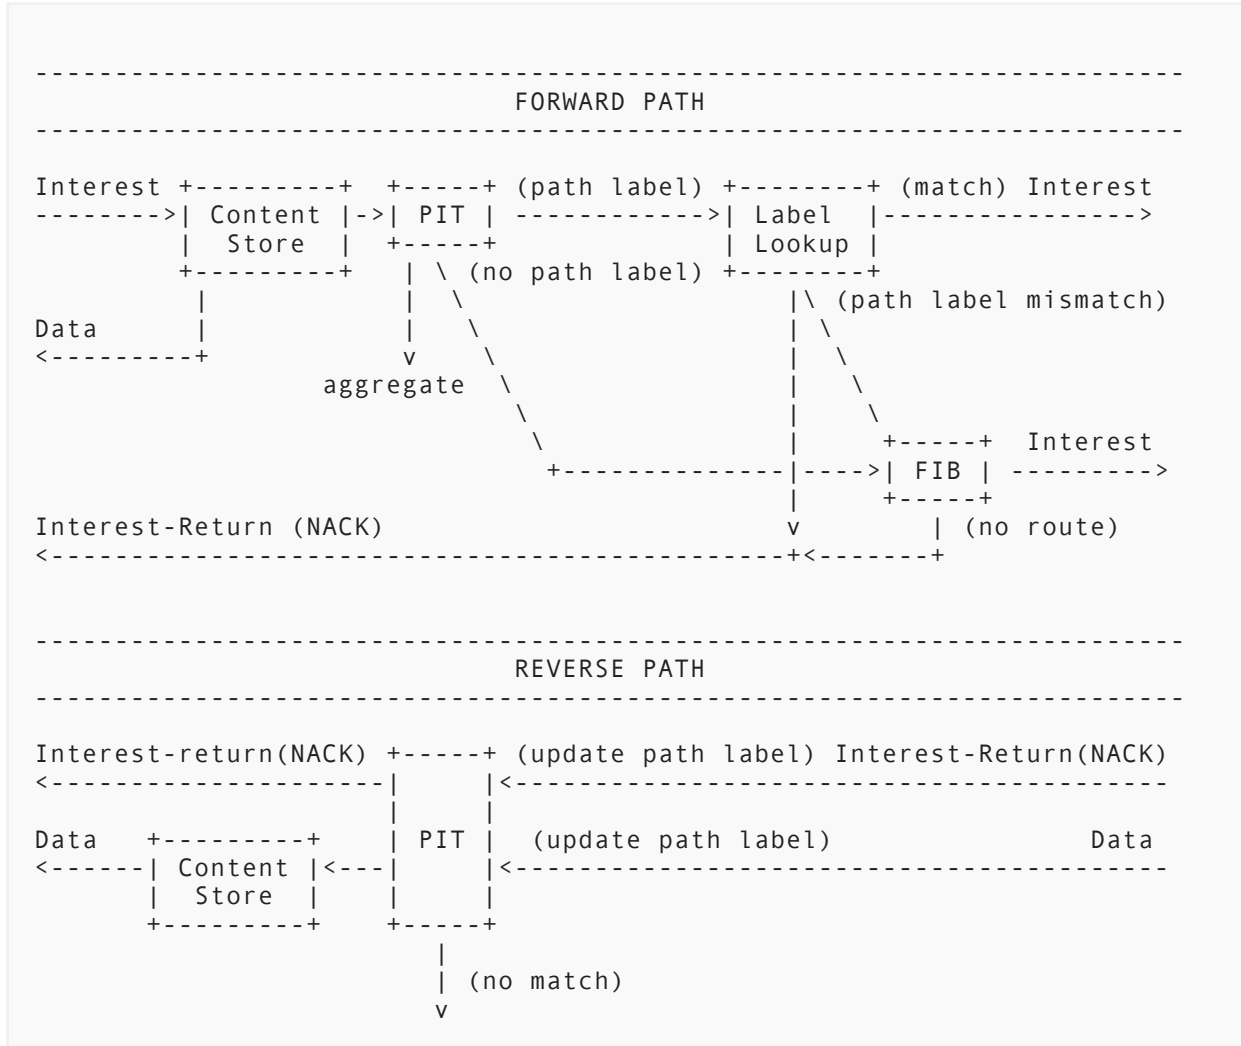 ----------------------------------------------------------------------
FORWARD PATH
----------------------------------------------------------------------
Interest +---------+  +-----+ (path label) +--------+ (match) Interest
-------->| Content |->| PIT | ------------>| Label  |----------------->
         |  Store  |  +-----+              | Lookup |
         +---------+   | \ (no path label) +--------+
          |            |  \                    |\ (path label mismatch)
Data      |            |   \                   | \
<---------+            v    \                  |  \
                  aggregate  \                 |   \
                              \                |    \
                               \               |     +-----+  Interest
                                +--------------|---->| FIB | --------->
                                               |     +-----+
Interest-Return (NACK)                         v        | (no route)
<----------------------------------------------+<-------+
----------------------------------------------------------------------
REVERSE PATH
----------------------------------------------------------------------
Interest-return(NACK) +-----+ (update path label) Interest-Return(NACK)
<---------------------|     |<-----------------------------------------
                      |     |
Data   +---------+    | PIT |  (update path label)                Data
<------| Content |<---|     |<-----------------------------------------
       |  Store  |    |     |
       +---------+    +-----+
                         |
                         | (no match)
                         v